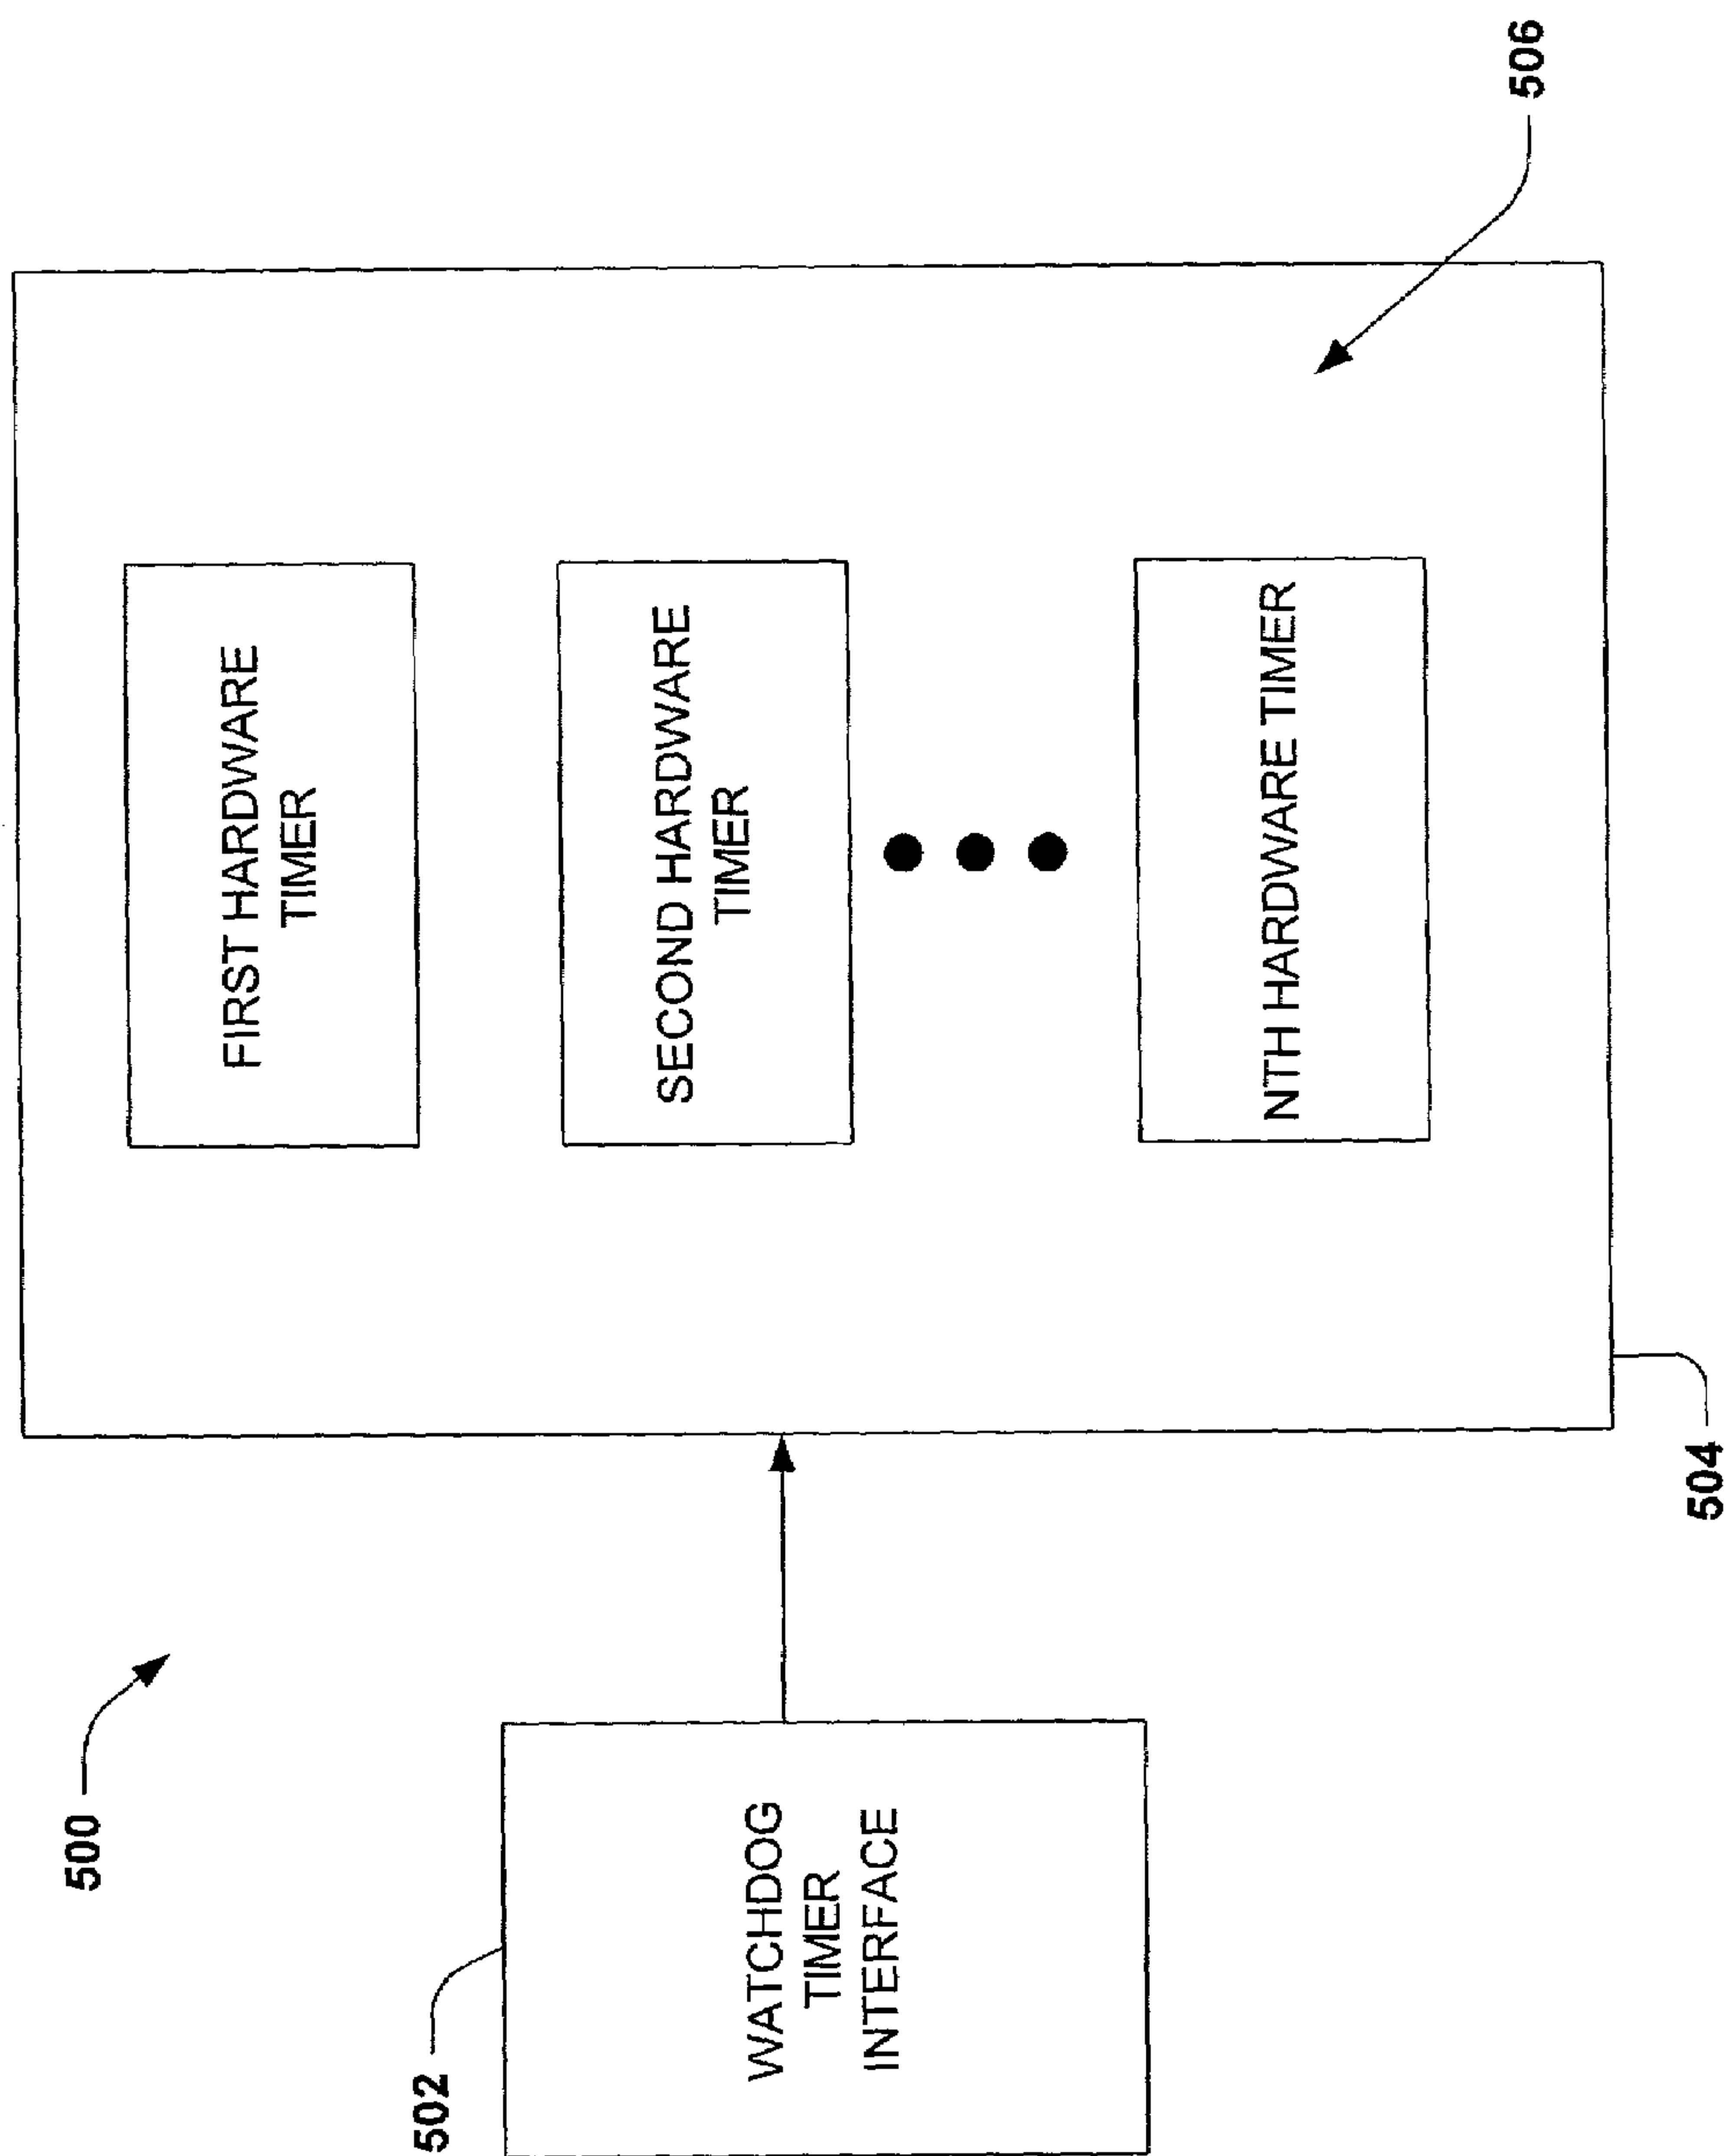 500
502
WATCHDOG
TIMER
INTERFACE
FIRST HARDWARE
TIMER
SECOND HARDWARE
TIMER
NTH HARDWARE TIMER
504
506